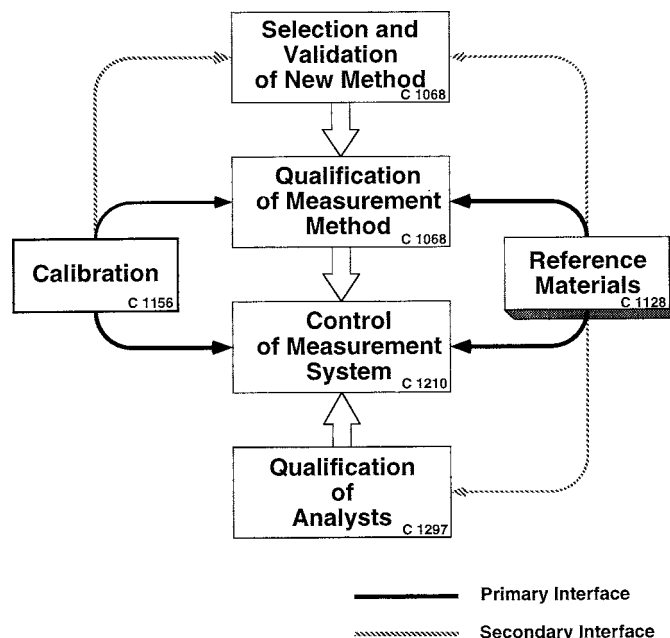 Selection and
Validation
of New Method
C 1068
Qualification
of Measurement
Method
C 1068
Calibration
C 1156
Reference
Materials
C 1128
Control
of Measurement
System
C 1210
Qualification
of
Analysts
C 1297
Primary Interface
Secondary Interface